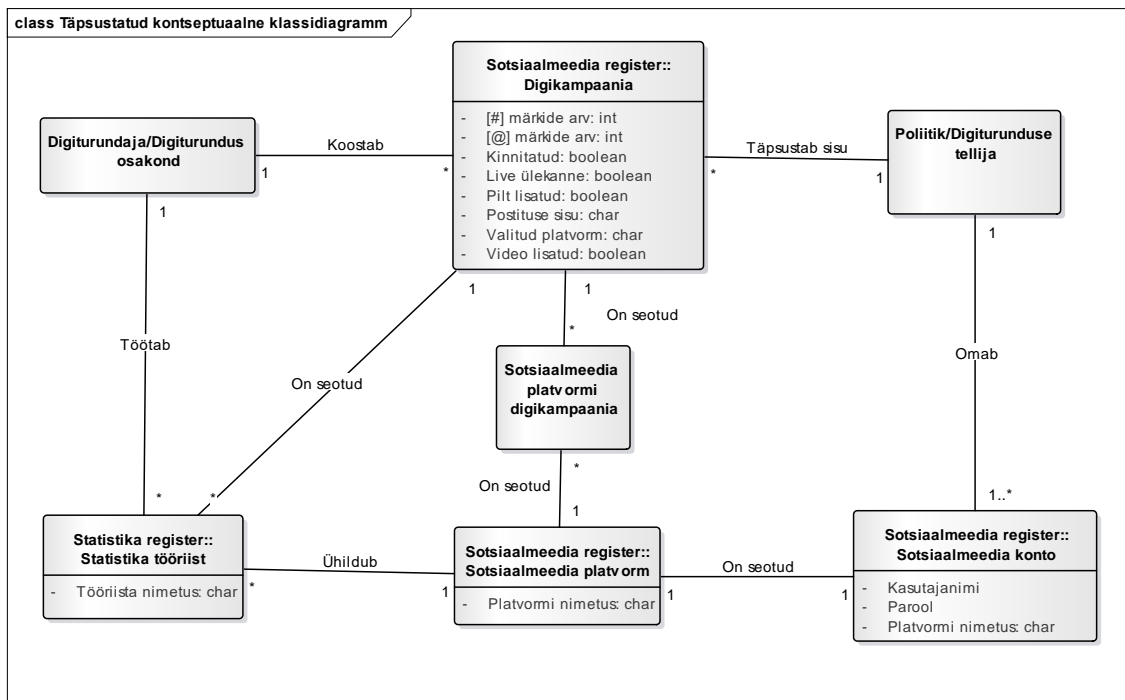 class Täpsustatud kontseptuaalne klassidiagramm
Sotsiaalmeedia register::
Digikampaania
- [#] märkide arv: int
- [@] märkide arv: int
- Kinnitatud: boolean
- Live ülekanne: boolean
- Pilt lisatud: boolean
- Postituse sisu: char
- Valitud platvorm: char
- Video lisatud: boolean
Digiturundaja/Digiturundus
osakond
Koostab
1
*
Täpsustab sisu
*
1
Poliitik/Digiturunduse
tellija
1
1
1
1
On seotud
*
Töötab
On seotud
Omab
Sotsiaalmeedia
platvormi
digikampaania
*
On seotud
1
*
*
1..*
Statistika register::
Statistika tööriist
- Tööriista nimetus: char
Ühildub
*
1
Sotsiaalmeedia register::
Sotsiaalmeedia platvorm
- Platvormi nimetus: char
On seotud
1
1
Sotsiaalmeedia register::
Sotsiaalmeedia konto
- Kasutajanimi
- Parool
- Platvormi nimetus: char